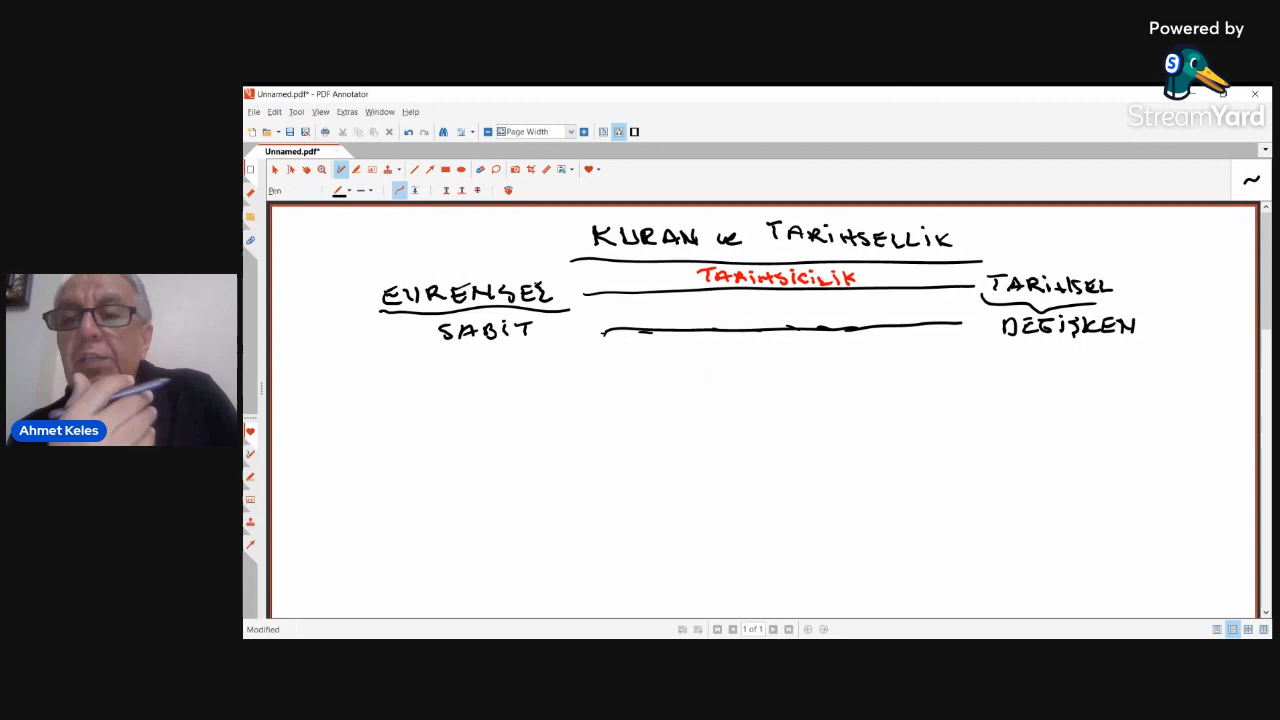 Powered by
S
StreamYard
Unnamed.pdf* - PDF Annotator
File Edit Tool View Extras Window Help
Page Width
Unnamed.pdf*
Pen
KURAN ve TARİHSELLİK
TARİHSİCİLİK
EVRENSEL
TARİHSEL
SABİT
DEĞİŞKEN
Ahmet Keles
Modified
1 of 1